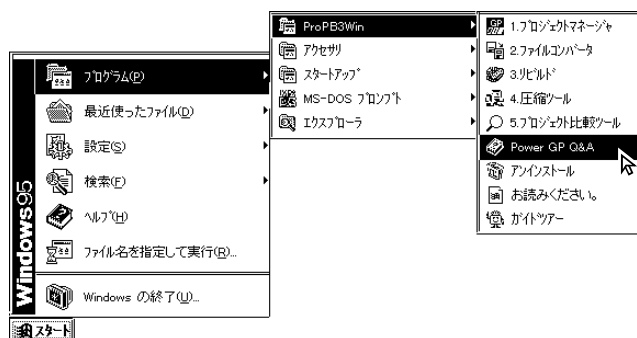 ProPB3Win
アクセサリ
スタートアップ
MS-DOS プロンプト
エクスプローラ
1.プロジェクトマネージャ
2.ファイルコンバータ
3.リビルド
4.圧縮ツール
5.プロジェクト比較ツール
Power GP Q&A
アンインストール
お読みください。
ガイドツアー
プログラム(P)
最近使ったファイル(D)
設定(S)
検索(F)
ヘルプ(H)
ファイル名を指定して実行(R)...
Windows の終了(U)...
Windows95
スタート